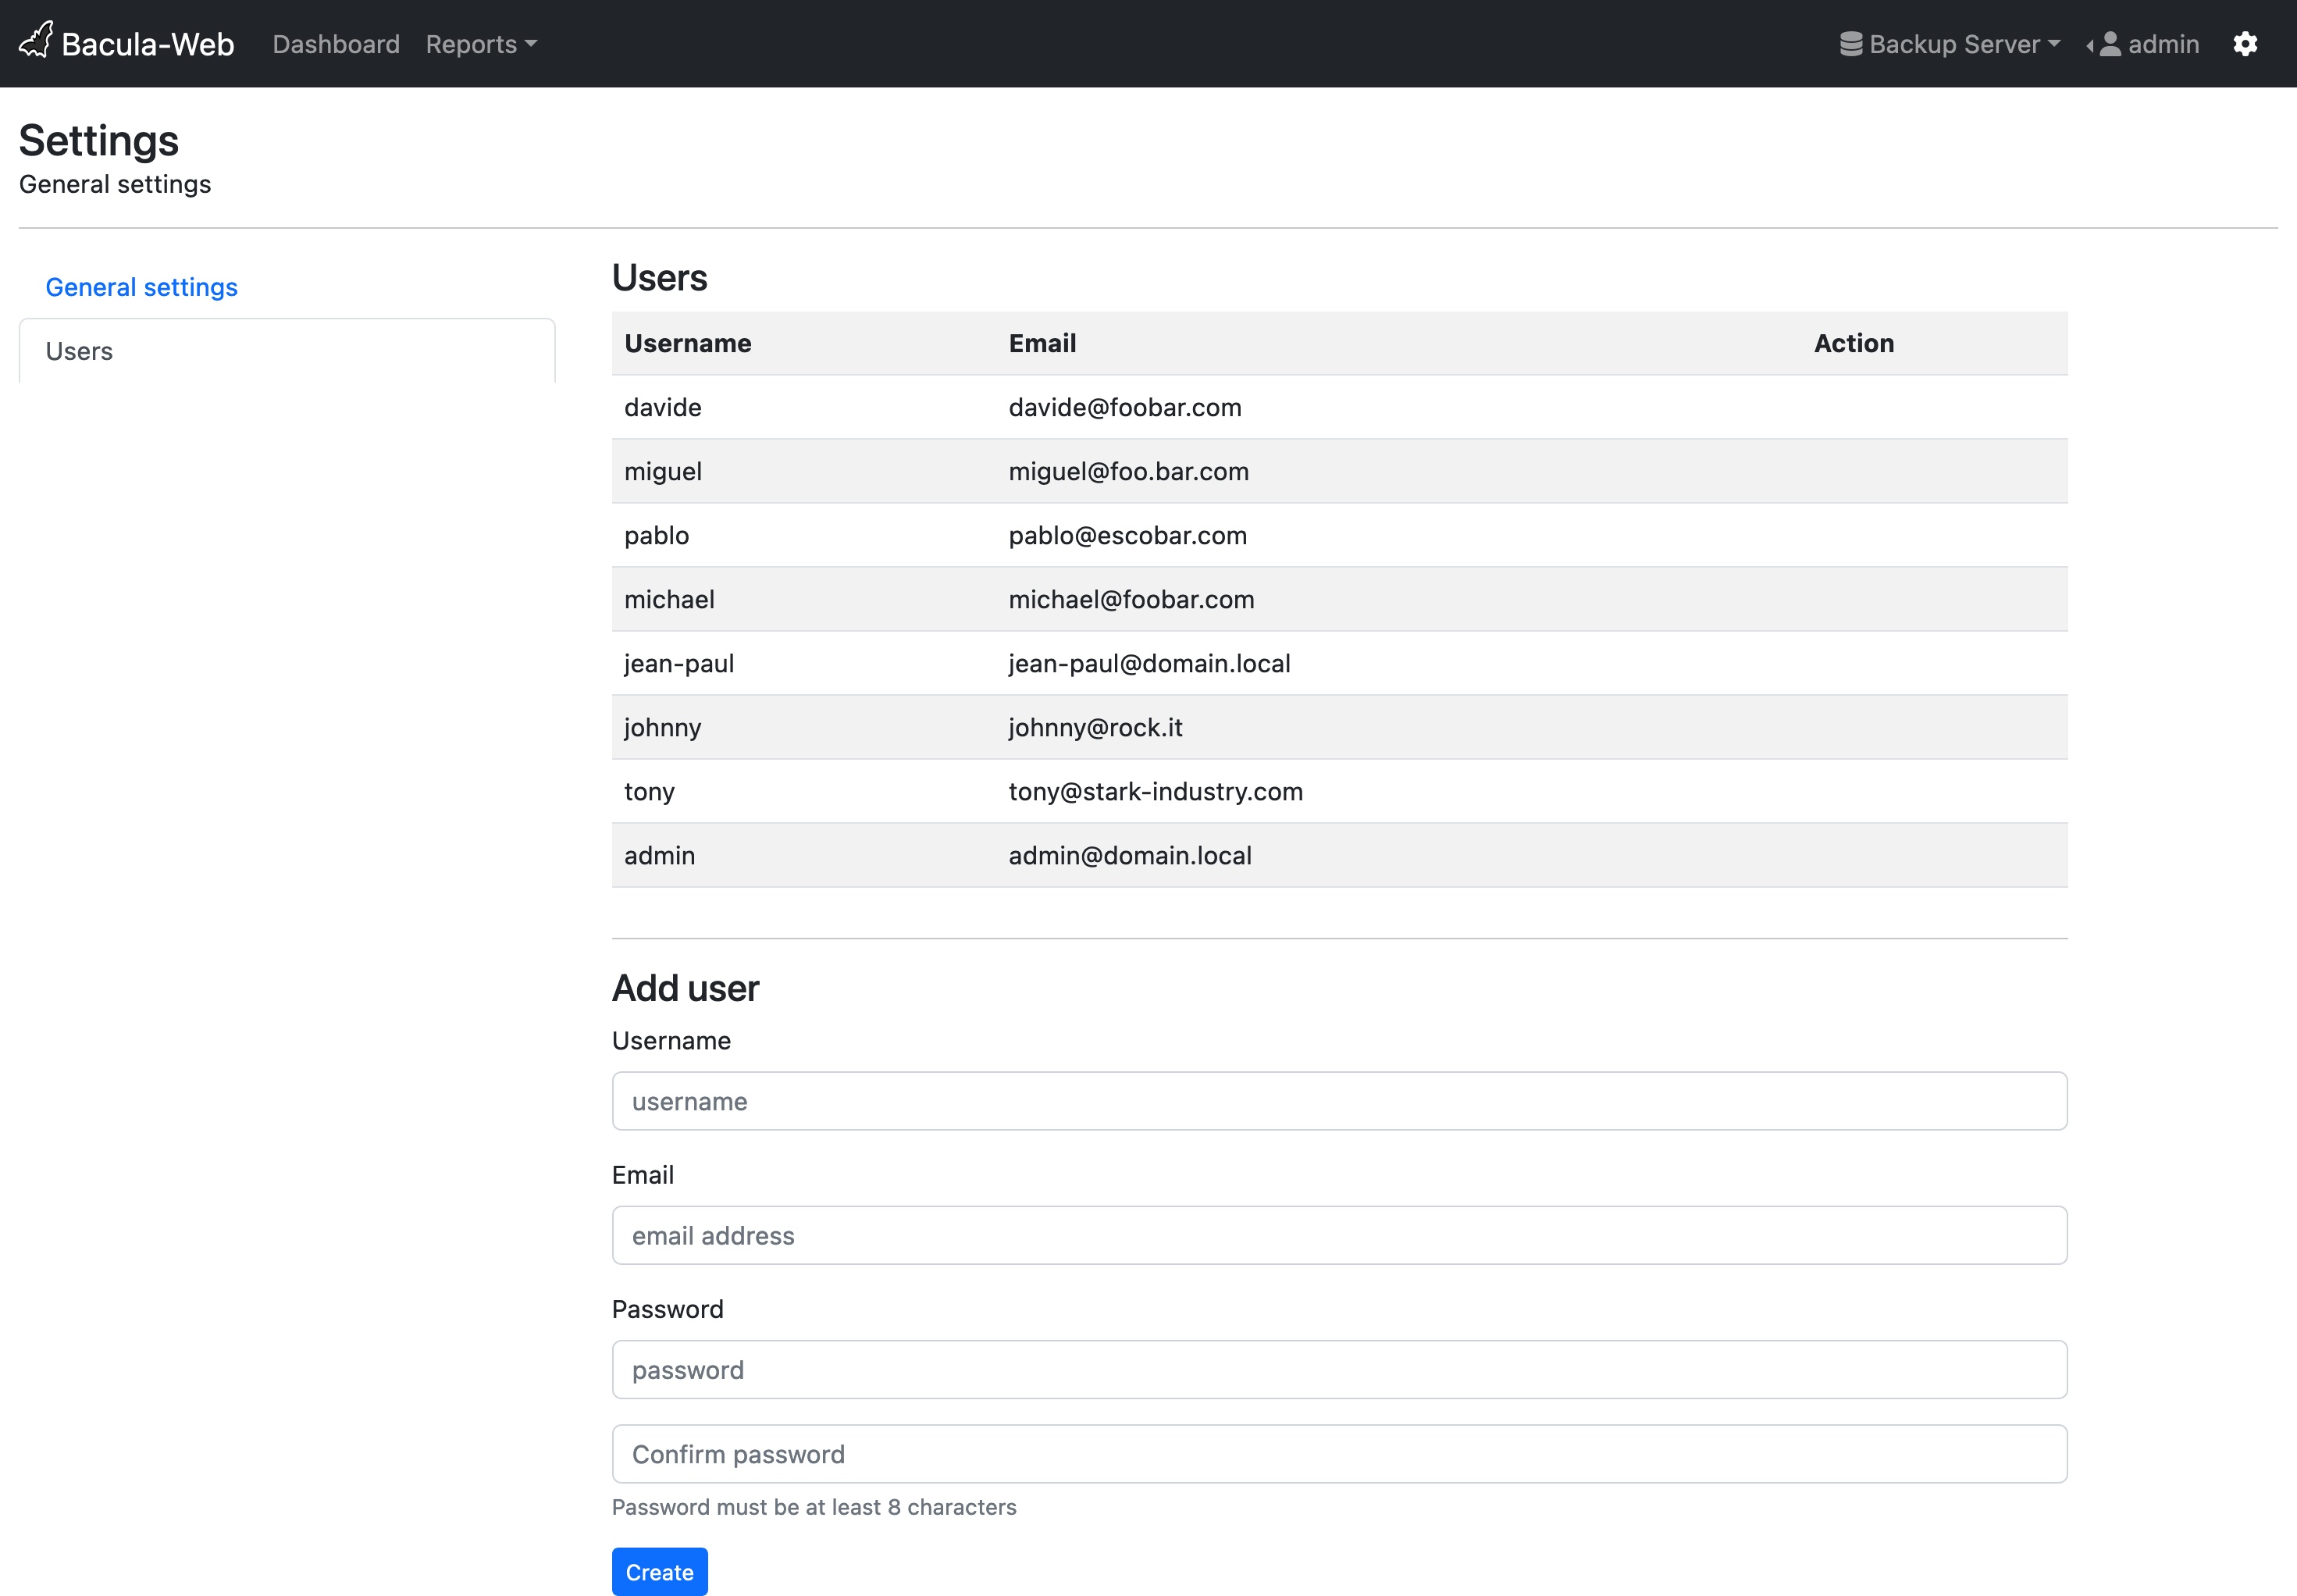 Bacula-Web Dashboard Reports Backup Server admin
Settings
General settings
General settings
Users
Users
Username Email Action
davide davide@foobar.com
miguel miguel@foo.bar.com
pablo pablo@escobar.com
michael michael@foobar.com
jean-paul jean-paul@domain.local
johnny johnny@rock.it
tony tony@stark-industry.com
admin admin@domain.local
Add user
Username
username
Email
email address
Password
password
Confirm password
Password must be at least 8 characters
Create